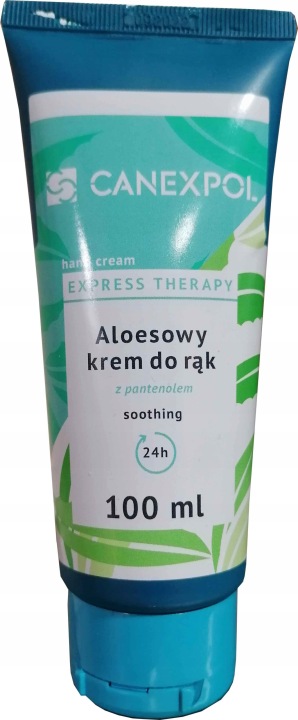 CANEXPOL
hand cream
EXPRESS THERAPY
Aloesowy
krem do rąk
z pantenolem
soothing
24h
100 ml